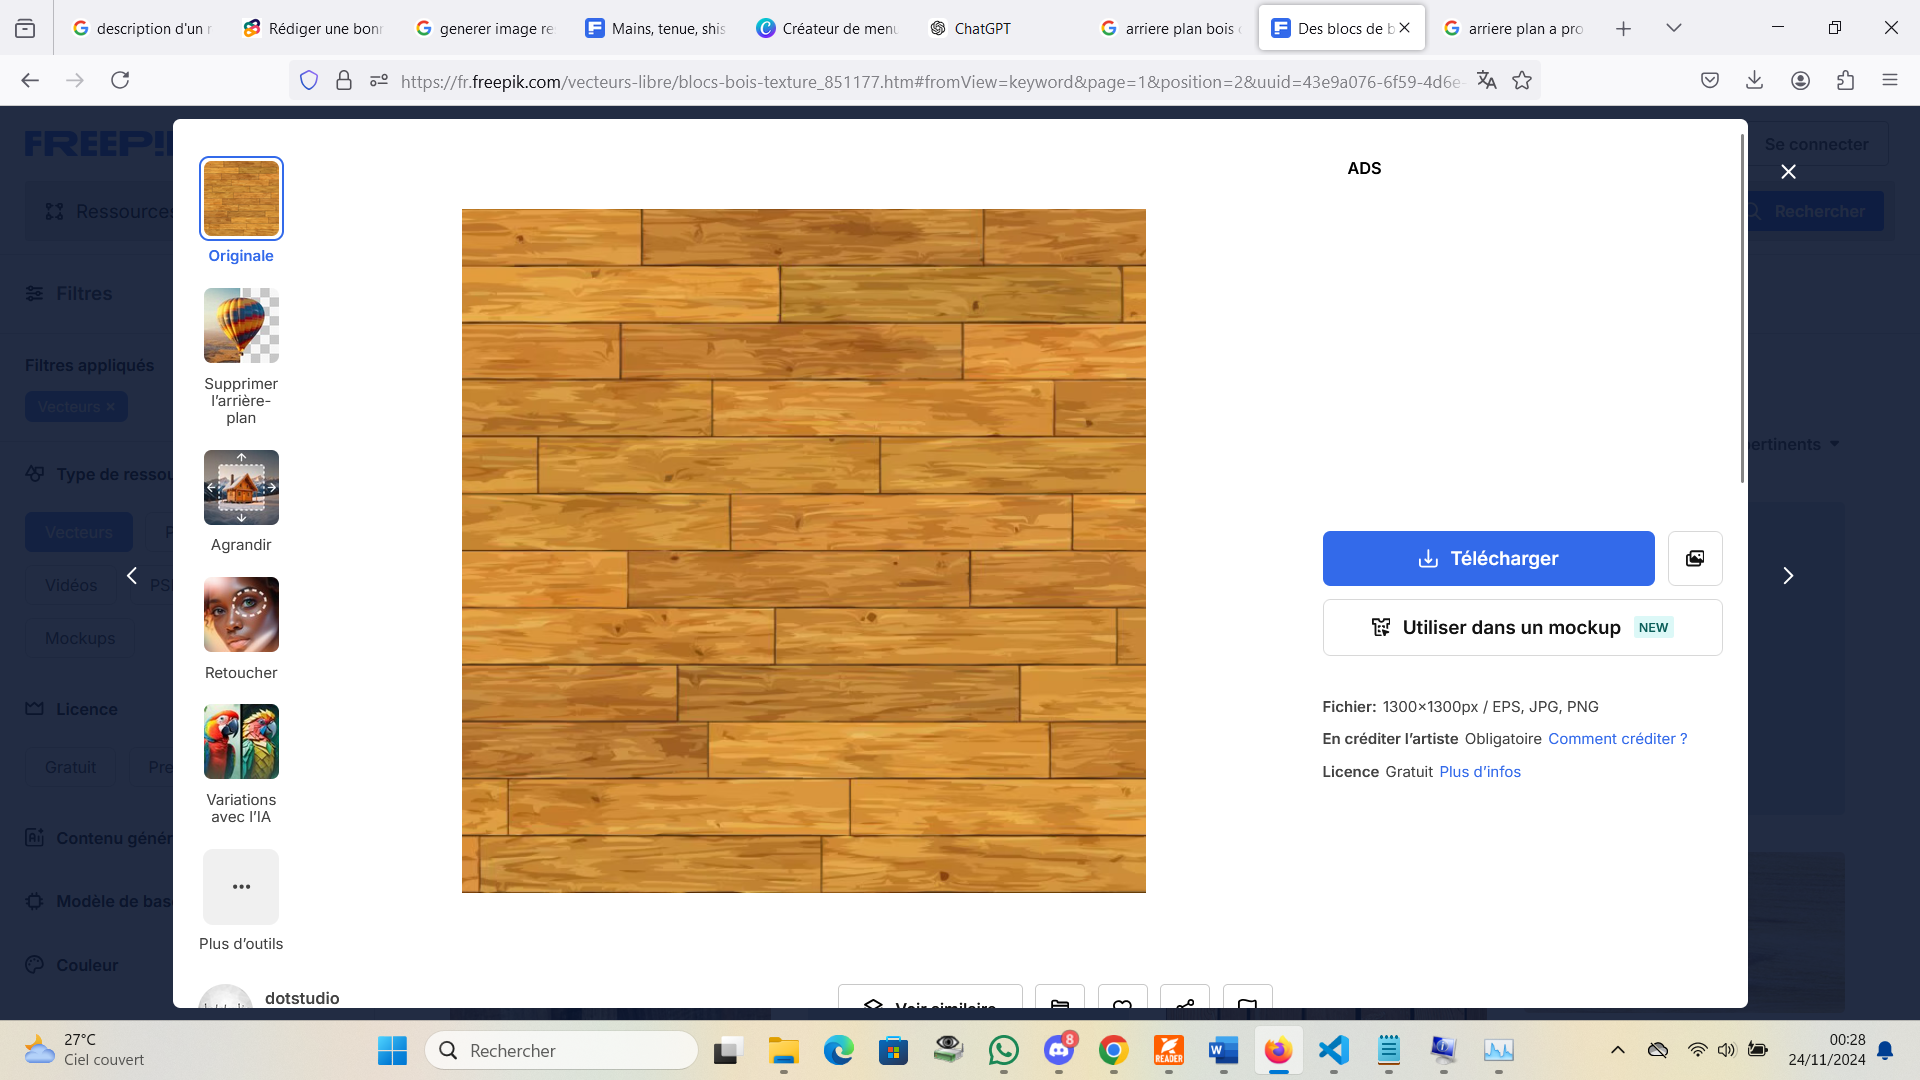 description d'un r
Rédiger une bonn
generer image re
Mains, tenue, shis
Créateur de menu
ChatGPT
arriere plan bois c
Des blocs de b
arriere plan a pro
https://fr.freepik.com/vecteurs-libre/blocs-bois-texture_851177.htm#fromView=keyword&page=1&position=2&uuid=43e9a076-6f59-4d6e-
FREEPI
Se connecter
Ressources
Rechercher
Filtres
Filtres appliqués
Vecteurs ×
Type de ressou
Vecteurs
Vidéos
PS
Mockups
Licence
Gratuit
Pre
Contenu génér
Modèle de bas
Couleur
ertinents
Originale
Supprimer
l'arrière-
plan
Agrandir
Retoucher
Variations
avec l'IA
Plus d'outils
dotstudio
Voir similaire
ADS
Télécharger
Utiliser dans un mockup NEW
Fichier: 1300×1300px / EPS, JPG, PNG
En créditer l'artiste Obligatoire Comment créditer ?
Licence Gratuit Plus d'infos
27°C
Ciel couvert
Rechercher
8
READER
00:28
24/11/2024